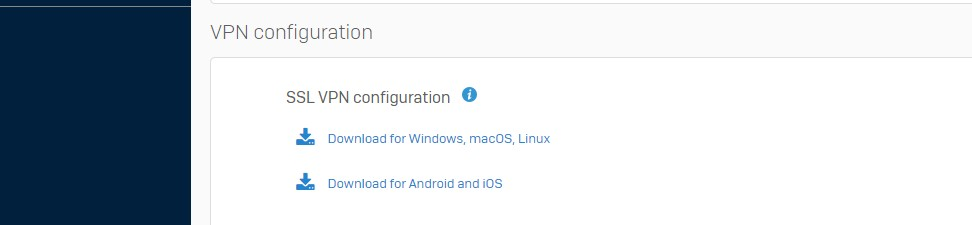 VPN configuration
SSL VPN configuration
Download for Windows, macOS, Linux
Download for Android and iOS